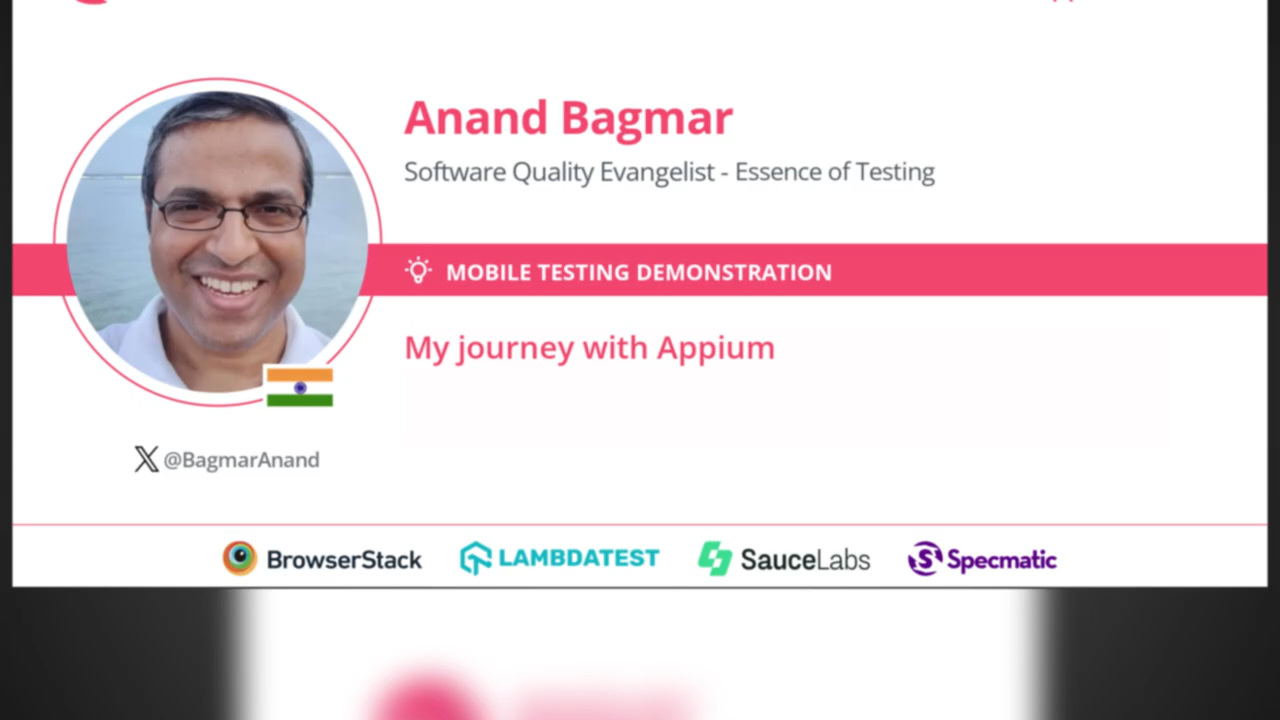 Anand Bagmar
Software Quality Evangelist - Essence of Testing
MOBILE TESTING DEMONSTRATION
My journey with Appium
@BagmarAnand
BrowserStack LAMBDATEST SauceLabs Specmatic